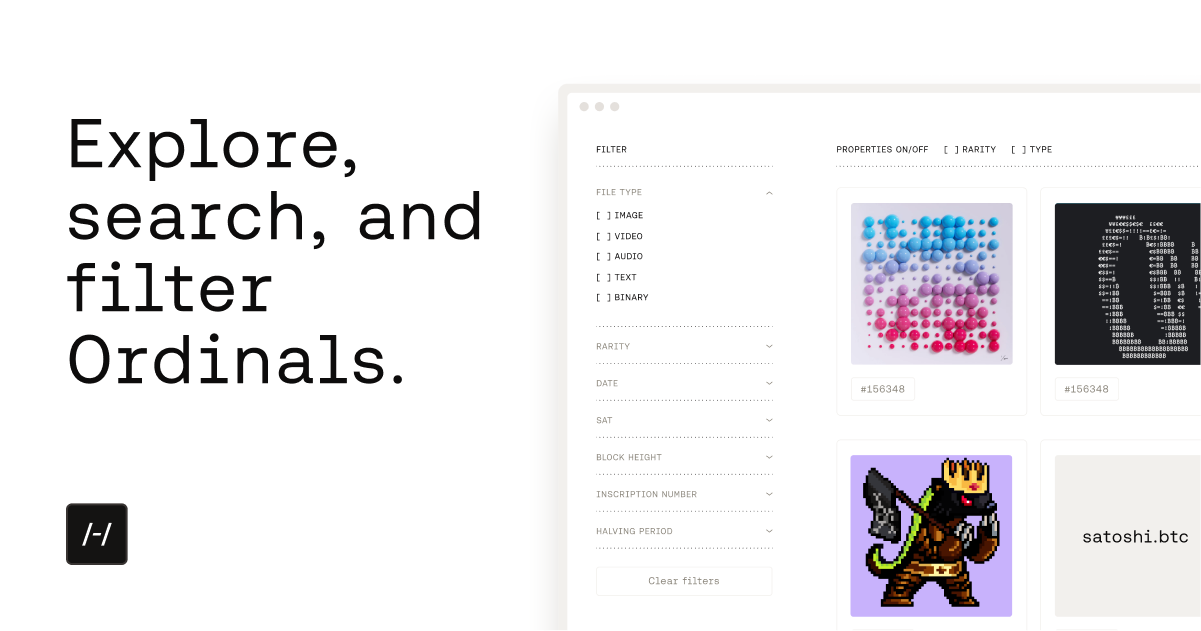 Explore,
search, and
filter
Ordinals.
/-/
FILTER
FILE TYPE
[ ] IMAGE
[ ] VIDEO
[ ] AUDIO
[ ] TEXT
[ ] BINARY
RARITY
DATE
SAT
BLOCK HEIGHT
INSCRIPTION NUMBER
HALVING PERIOD
Clear filters
PROPERTIES ON/OFF [ ] RARITY [ ] TYPE
#156348
#156348
satoshi.btc